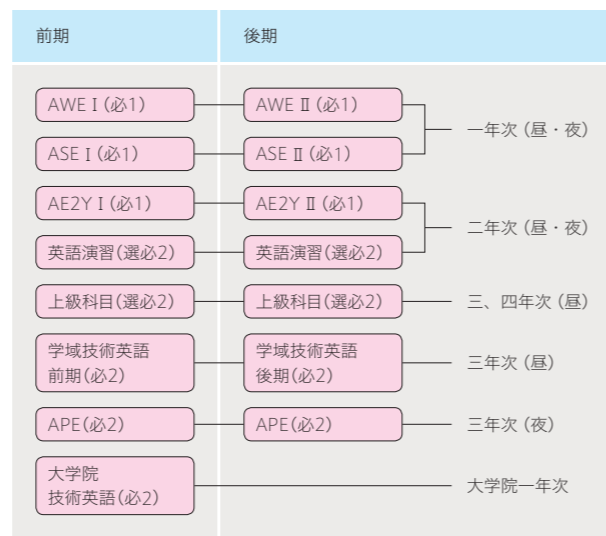 前期
後期
AWE Ⅰ (必1)
AWE Ⅱ (必1)
ASE Ⅰ (必1)
ASE Ⅱ (必1)
一年次 (昼・夜)
AE2Y Ⅰ (必1)
AE2Y Ⅱ (必1)
英語演習(選必2)
英語演習(選必2)
二年次 (昼・夜)
上級科目(選必2)
上級科目(選必2)
三、四年次 (昼)
学域技術英語
前期(必2)
学域技術英語
後期(必2)
三年次 (昼)
APE(必2)
APE(必2)
三年次 (夜)
大学院
技術英語(必2)
大学院一年次